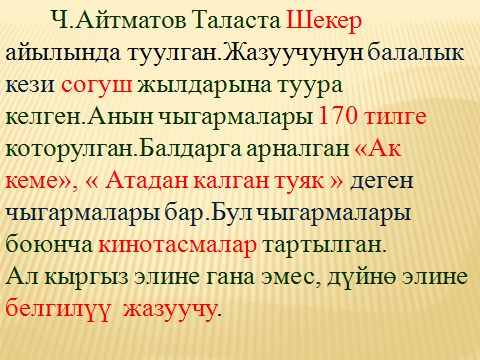 Ч.Айтматов Таласта Шекер
айылында туулган.Жазуучунун балалык
кези согуш жылдарына туура
келген.Анын чыгармалары 170 тилге
которулган.Балдарга арналган «Ак
кеме», « Атадан калган туяк » деген
чыгармалары бар.Бул чыгармалары
боюнча кинотасмалар тартылган.
Ал кыргыз элине гана эмес, дүйнө элине
белгилүү жазуучу.